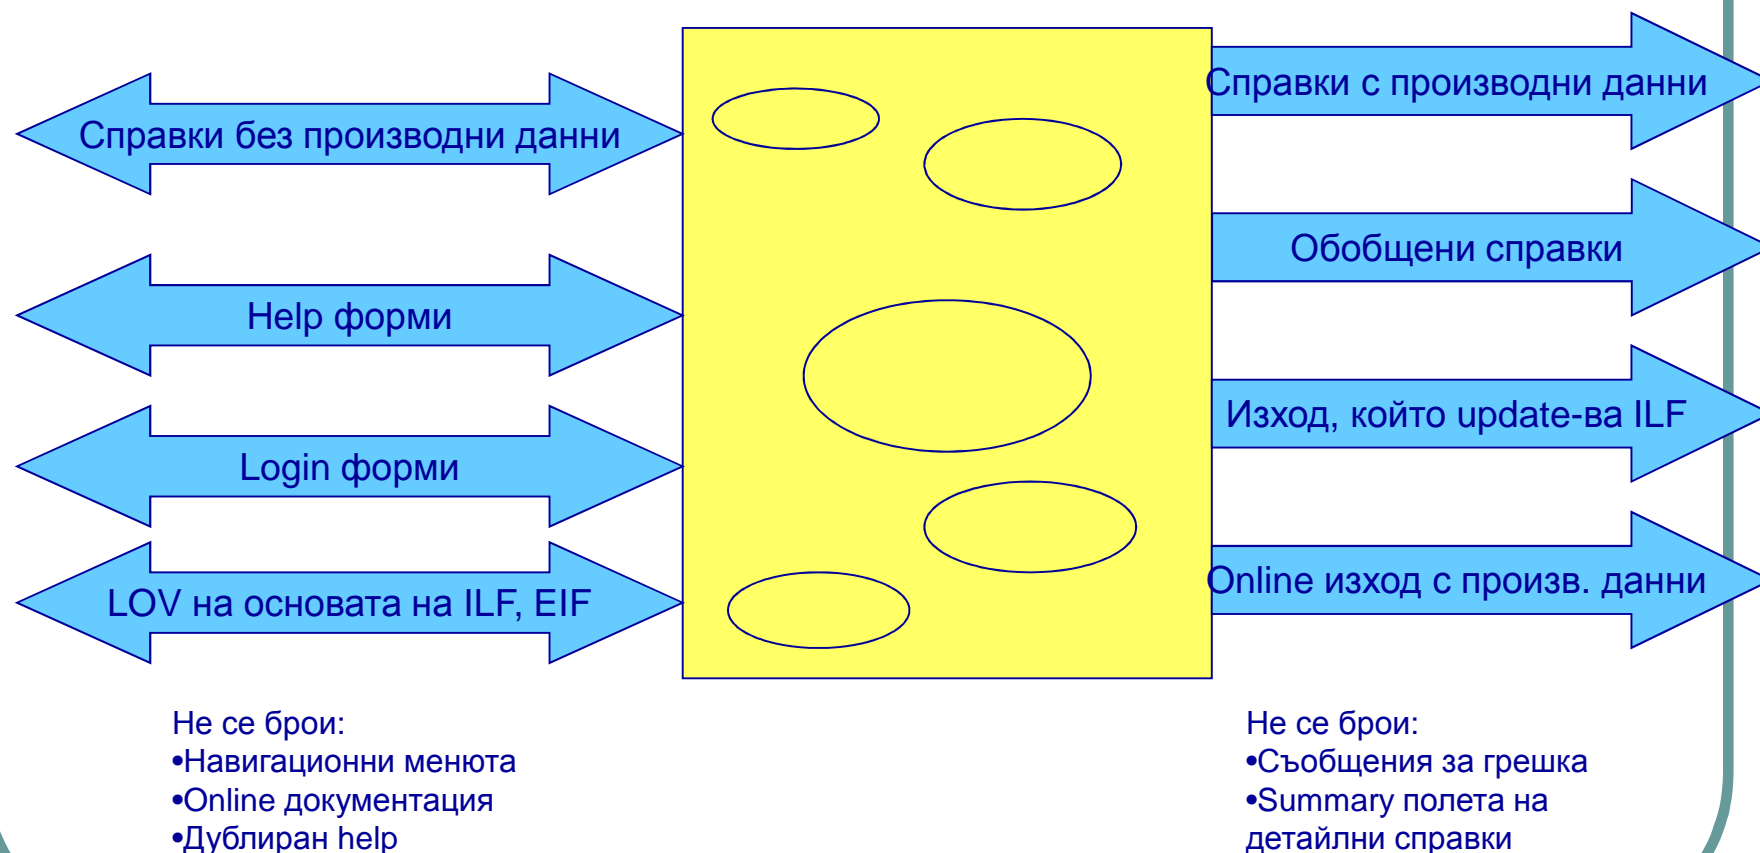 Справки без производни данни
Help форми
Login форми
LOV на основата на ILF, EIF
Справки с производни данни
Обобщени справки
Изход, който update-ва ILF
Online изход с произв. данни
Не се брои:
•Навигационни менюта
•Online документация
•Дублиран help
Не се брои:
•Съобщения за грешка
•Summary полета на
детайлни справки